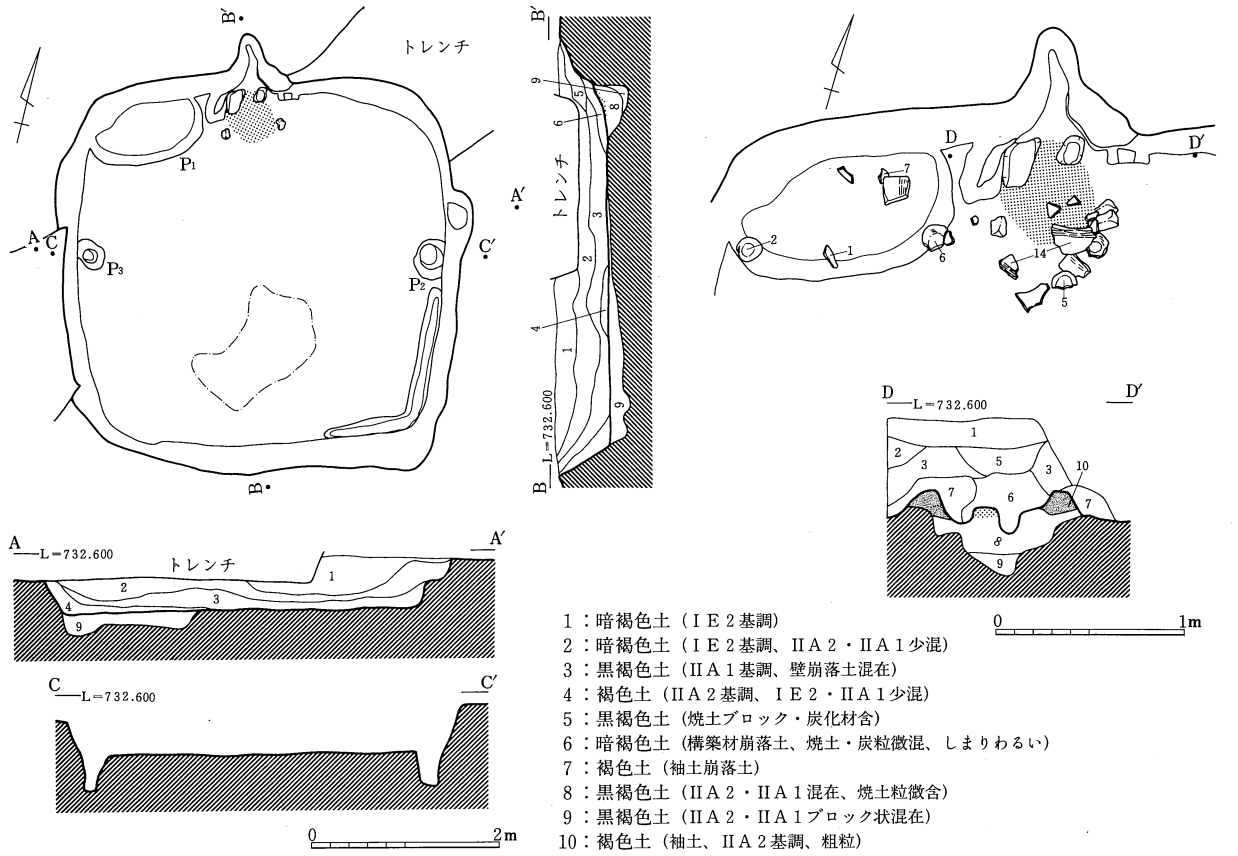 B′
トレンチ
P1
A
C
A′
C′
P3
P2
B
B′
9
5
8
6
トレンチ
3
2
4
1
9
L＝732.600
B
D
D′
7
2
1
6
14
5
D
L＝732.600
D′
1
2
3
5
3
10
7
6
7
8
9
0
1m
A
L＝732.600
トレンチ
A′
1
2
3
4
9
C
L＝732.600
C′
0
2m
1：暗褐色土（ⅠE2基調）
2：暗褐色土（ⅠE2基調、ⅡA2・ⅡA1少混）
3：黒褐色土（ⅡA1基調、壁崩落土混在）
4：褐色土（ⅡA2基調、ⅠE2・ⅡA1少混）
5：黒褐色土（焼土ブロック・炭化材含）
6：暗褐色土（構築材崩落土、焼土・炭粒微混、しまりわるい）
7：褐色土（袖土崩落土）
8：黒褐色土（ⅡA2・ⅡA1混在、焼土粒微含）
9：黒褐色土（ⅡA2・ⅡA1ブロック状混在）
10：褐色土（袖土、ⅡA2基調、粗粒）